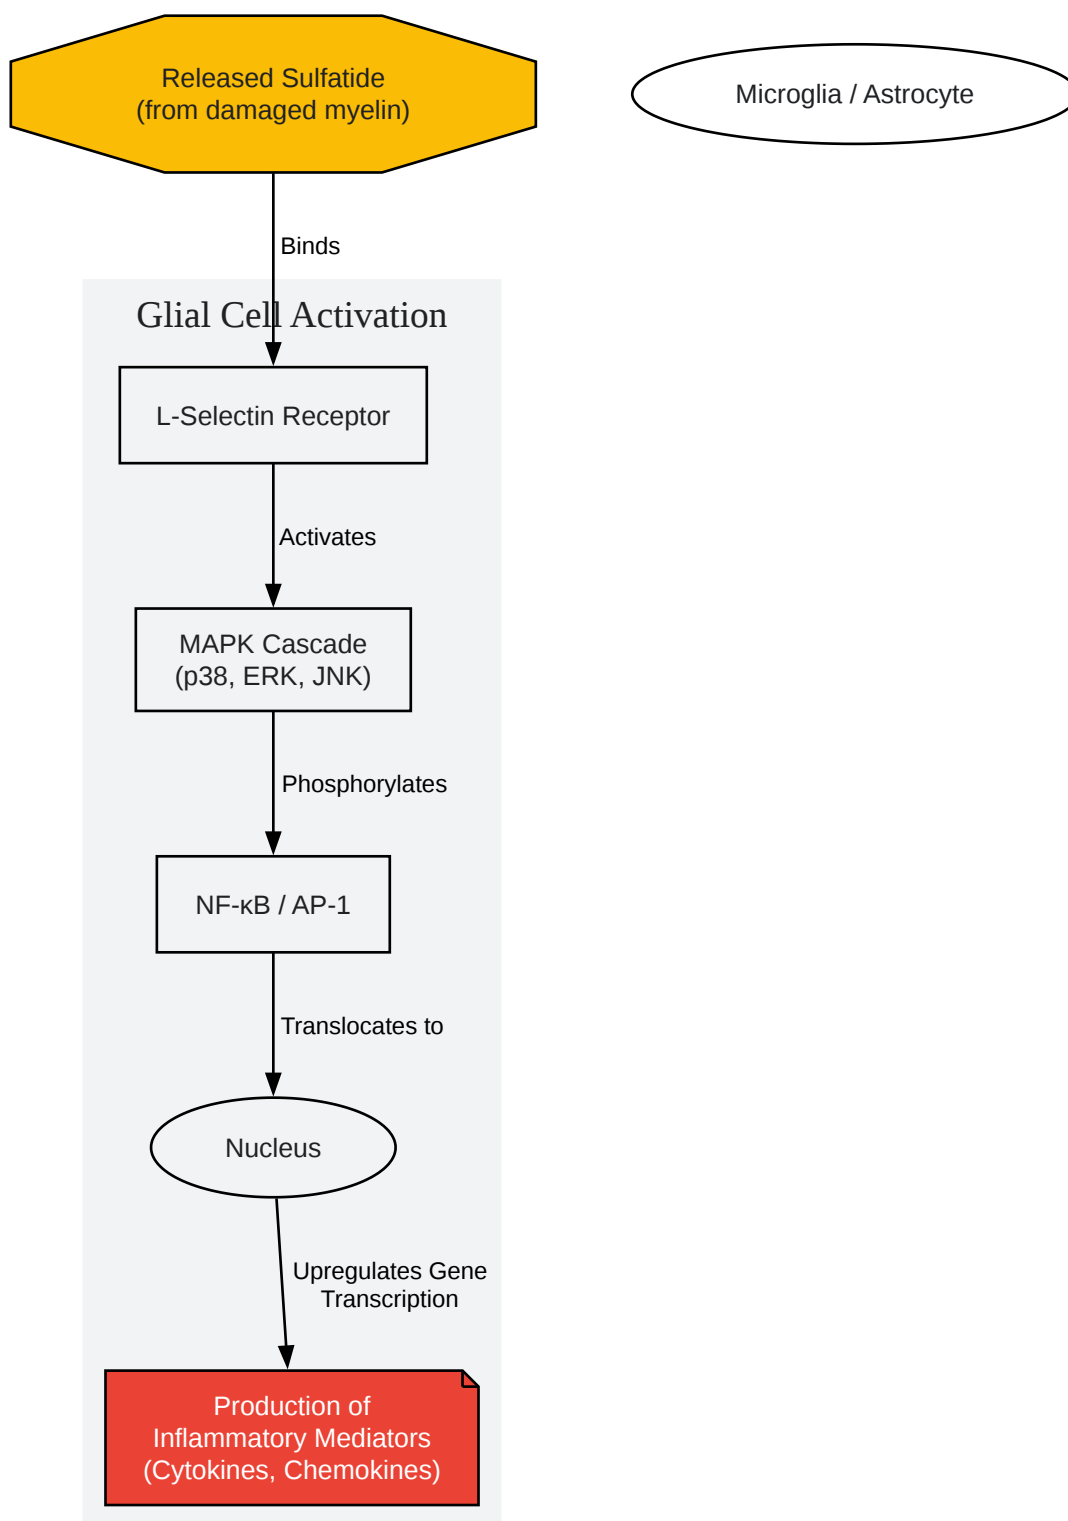 Released Sulfatide
(from damaged myelin)
Microglia / Astrocyte
Binds
Glial Cell Activation
L-Selectin Receptor
Activates
MAPK Cascade
(p38, ERK, JNK)
Phosphorylates
NF-κB / AP-1
Translocates to
Nucleus
Upregulates Gene
Transcription
Production of
Inflammatory Mediators
(Cytokines, Chemokines)